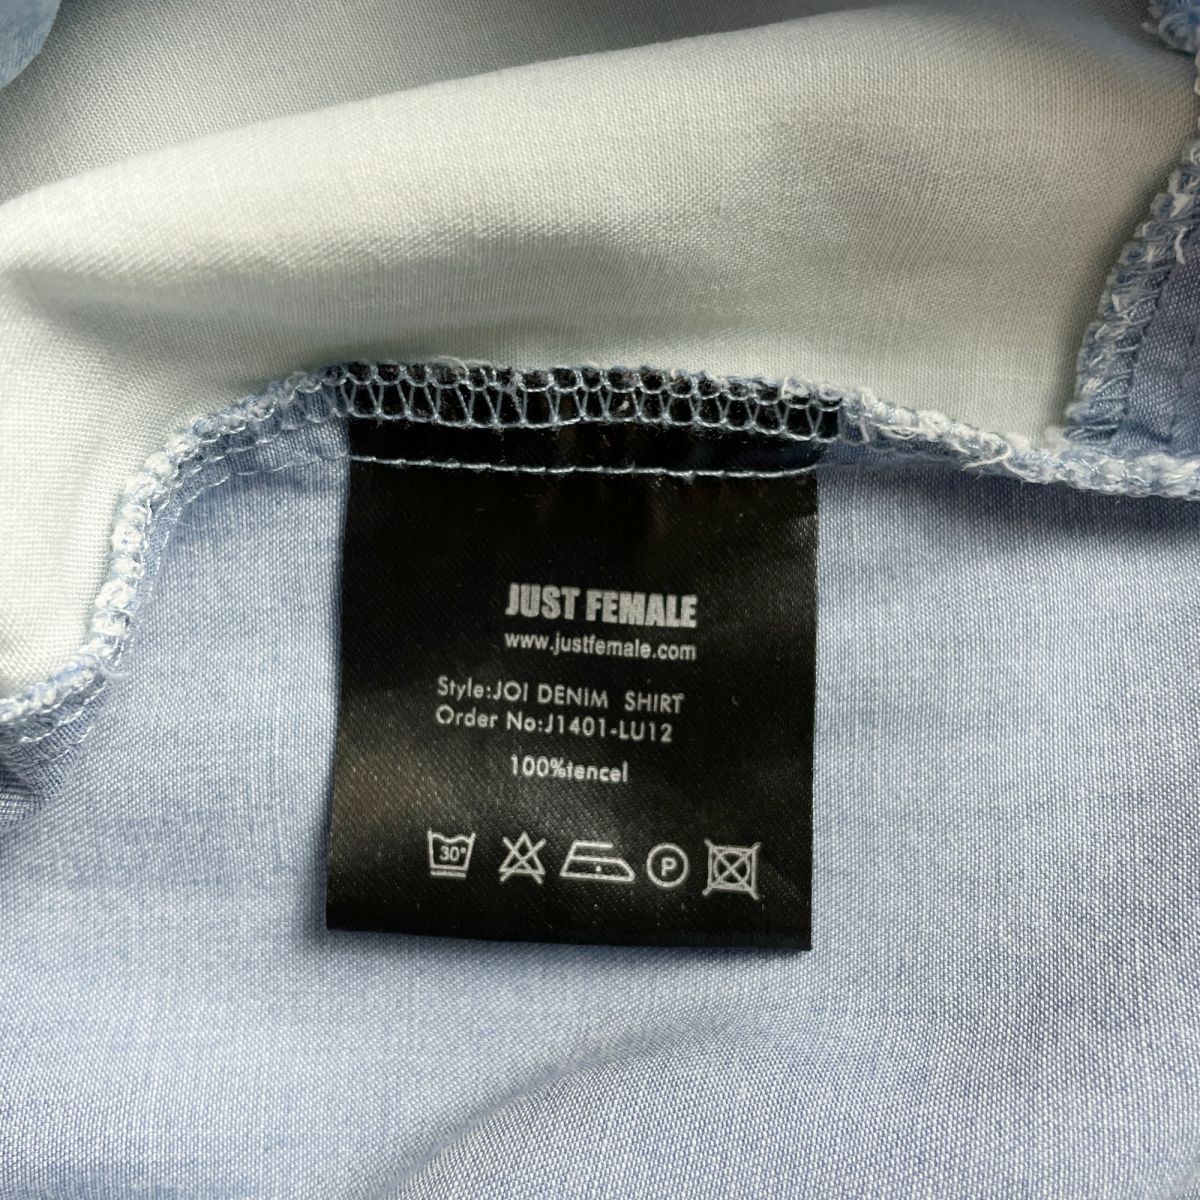 JUST FEMALE
www.justfemale.com
Style:JOI DENIM SHIRT
Order No:J1401-LU12
100%tencel
30°
P